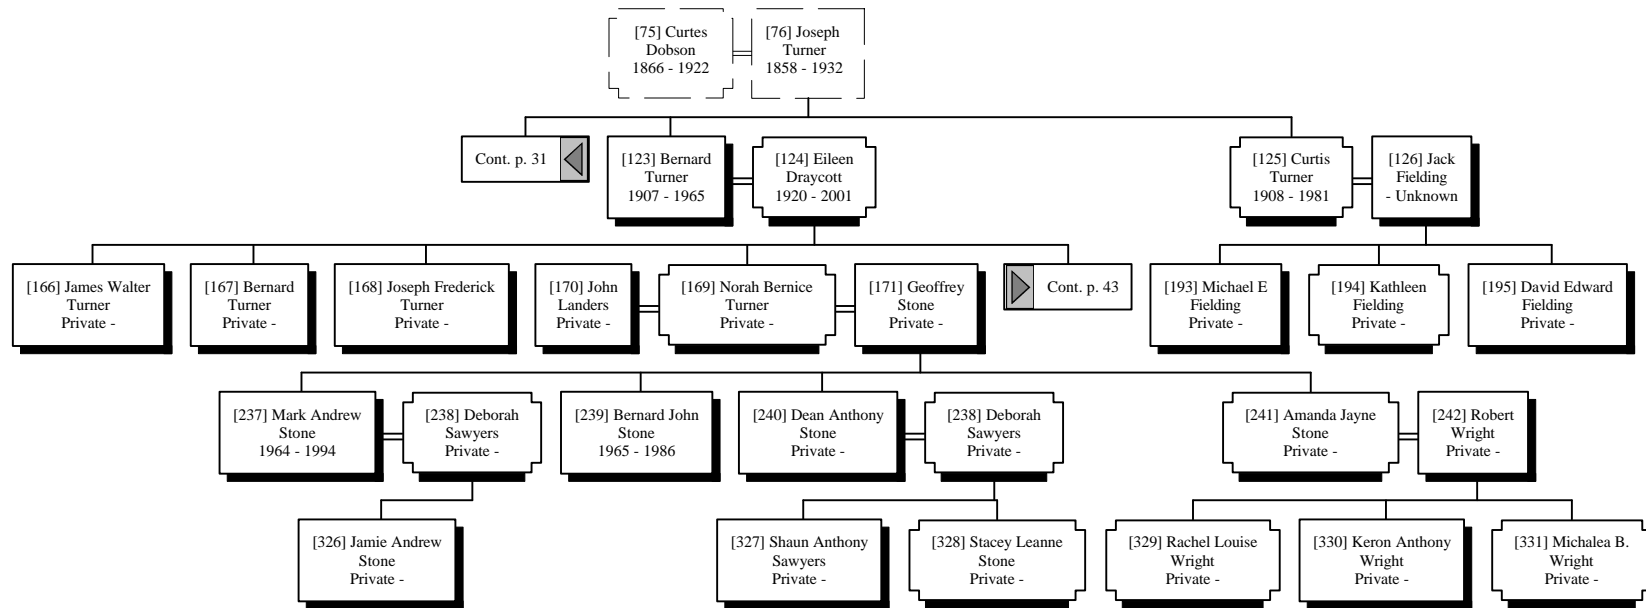 [75] Curtes
Dobson
1866 - 1922
[76] Joseph
Turner
1858 - 1932
Cont. p. 31
[123] Bernard
Turner
1907 - 1965
[124] Eileen
Draycott
1920 - 2001
[125] Curtis
Turner
1908 - 1981
[126] Jack
Fielding
- Unknown
[166] James Walter
Turner
Private -
[167] Bernard
Turner
Private -
[168] Joseph Frederick
Turner
Private -
[170] John
Landers
Private -
[169] Norah Bernice
Turner
Private -
[171] Geoffrey
Stone
Private -
Cont. p. 43
[193] Michael E
Fielding
Private -
[194] Kathleen
Fielding
Private -
[195] David Edward
Fielding
Private -
[237] Mark Andrew
Stone
1964 - 1994
[238] Deborah
Sawyers
Private -
[239] Bernard John
Stone
1965 - 1986
[240] Dean Anthony
Stone
Private -
[238] Deborah
Sawyers
Private -
[241] Amanda Jayne
Stone
Private -
[242] Robert
Wright
Private -
[326] Jamie Andrew
Stone
Private -
[327] Shaun Anthony
Sawyers
Private -
[328] Stacey Leanne
Stone
Private -
[329] Rachel Louise
Wright
Private -
[330] Keron Anthony
Wright
Private -
[331] Michalea B.
Wright
Private -